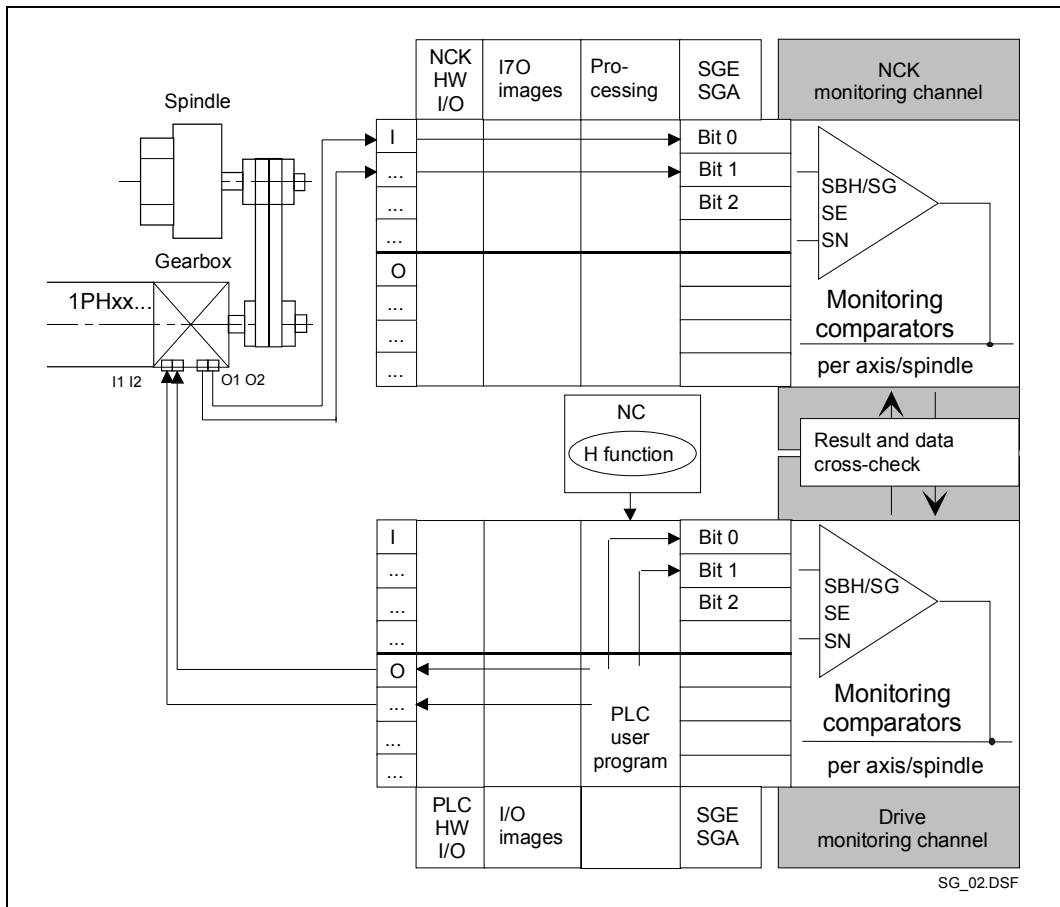 NCK
HW
I/O
I7O
images
Pro-
cessing
SGE
SGA
NCK
monitoring channel
Spindle
I
...
...
...
O
...
...
...
Bit 0
Bit 1
Bit 2
SBH/SG
SE
SN
Monitoring
comparators
per axis/spindle
Gearbox
1PHxx...
I1 I2
O1 O2
NC
H function
Result and data
cross-check
I
...
...
...
O
...
...
...
Bit 0
Bit 1
Bit 2
PLC
user
program
SBH/SG
SE
SN
Monitoring
comparators
per axis/spindle
PLC
HW
I/O
I/O
images
SGE
SGA
Drive
monitoring channel
SG_02.DSF